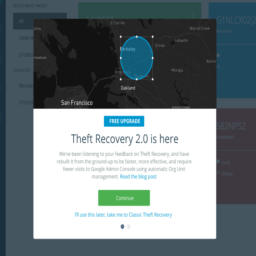 Berkeley
Oakland
San Francisco
FREE UPGRADE
Theft Recovery 2.0 is here
We've been listening to your feedback on Theft Recovery, and have
rebuilt it from the ground up to be faster, more effective, and require
fewer visits to Google Admin Console using automatic Org Unit
management. Read the blog post
Continue
I'll use this later, take me to Classic Theft Recovery